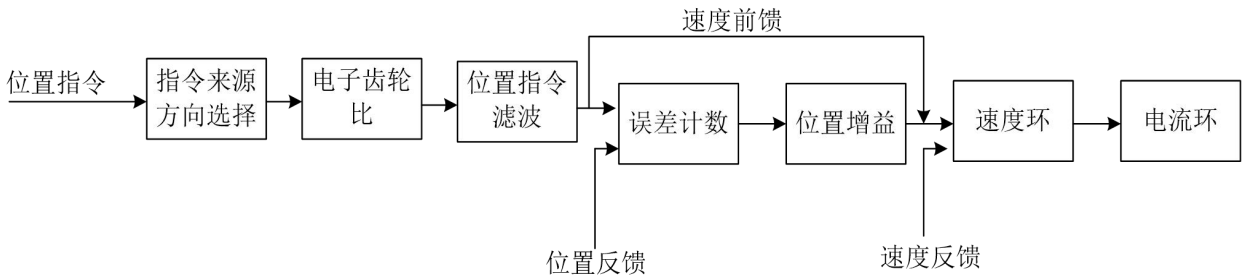 速度前馈
位置指令
指令来源
方向选择
电子齿轮
比
位置指令
滤波
误差计数
位置增益
速度环
电流环
位置反馈
速度反馈